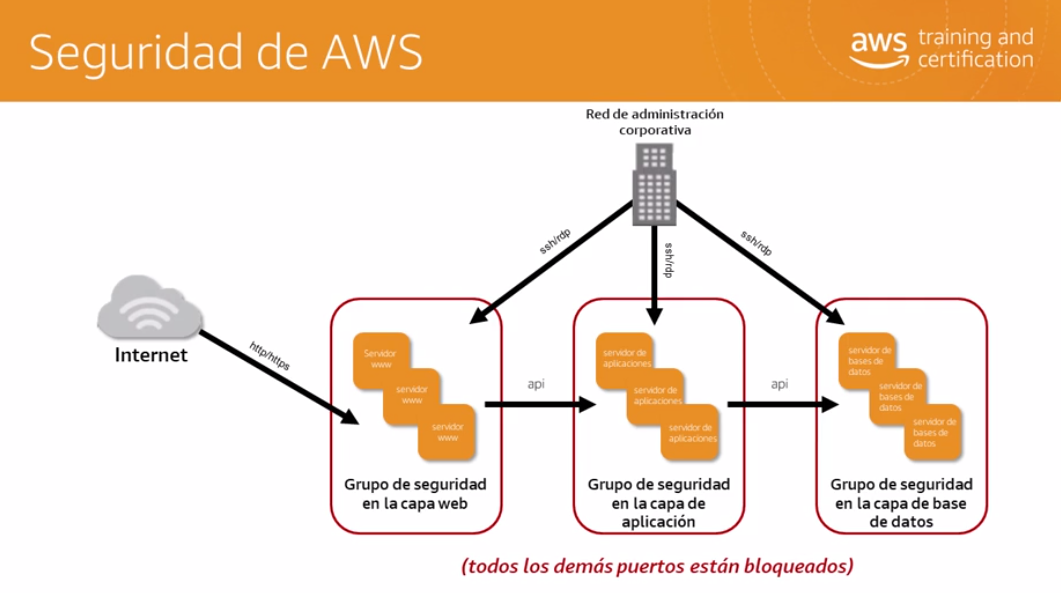 Seguridad de AWS
aws training and
certification
Red de administración
corporativa
ssh/rdp
ssh/rdp
ssh/rdp
Internet
http/https
Servidor
www
servidor
www
servidor
www
api
servidor de
aplicaciones
servidor de
aplicaciones
servidor de
aplicaciones
api
servidor de
bases de
datos
servidor de
bases de
datos
servidor de
bases de
datos
Grupo de seguridad
en la capa web
Grupo de seguridad
en la capa de
aplicación
Grupo de seguridad
en la capa de base
de datos
(todos los demás puertos están bloqueados)